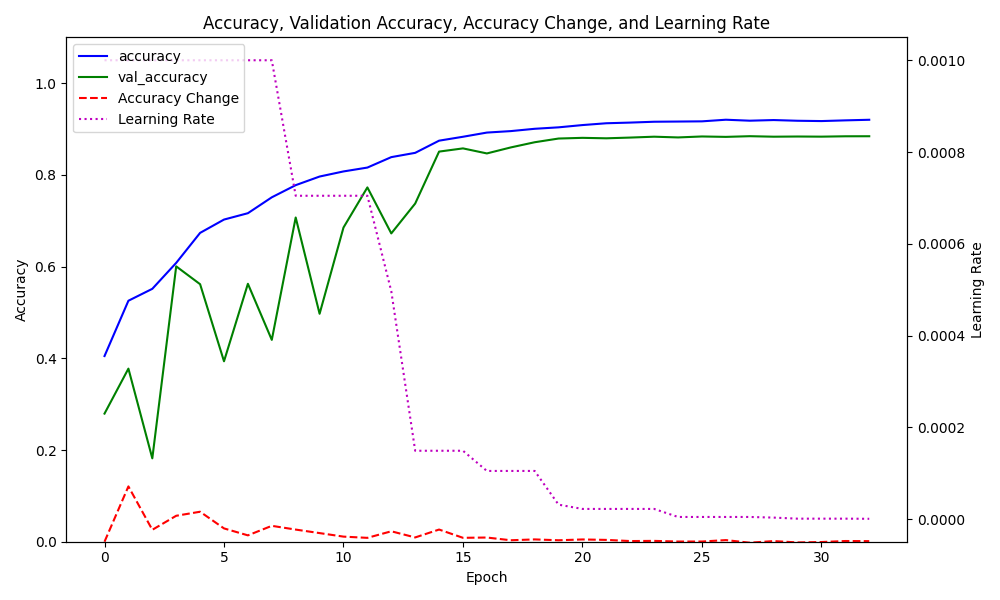 Accuracy, Validation Accuracy, Accuracy Change, and Learning Rate
accuracy
val_accuracy
Accuracy Change
Learning Rate
1.0
0.8
0.6
0.4
0.2
0.0
Accuracy
0.0010
0.0008
0.0006
0.0004
0.0002
0.0000
Learning Rate
0 5 10 15 20 25 30
Epoch